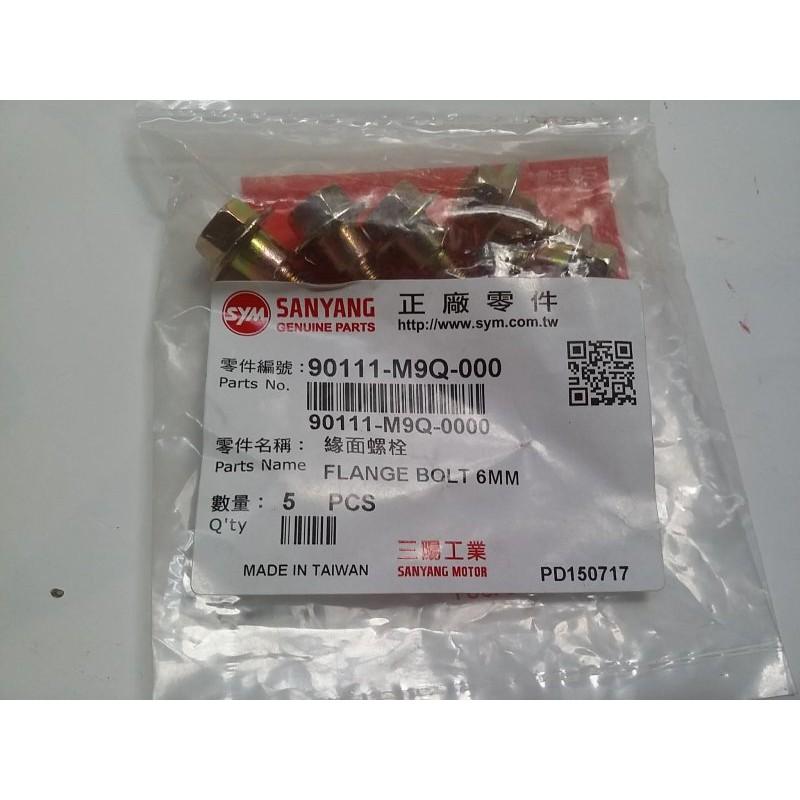 SYM SANYANG 正廠零件
GENUINE PARTS http://www.sym.com.tw
零件編號：90111-M9Q-000
Parts No.
90111-M9Q-0000
零件名稱： 緣面螺栓
Parts Name FLANGE BOLT 6MM
數量： 5 PCS
Q'ty
三陽工業
MADE IN TAIWAN SANYANG MOTOR PD150717